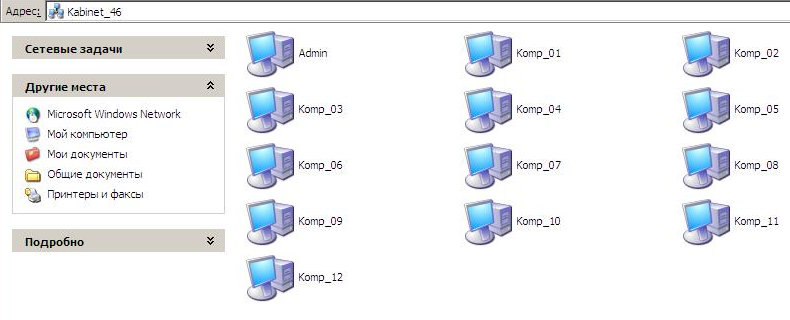 Адрес: Kabinet_46
Сетевые задачи
Другие места
Microsoft Windows Network
Мой компьютер
Мои документы
Общие документы
Принтеры и факсы
Подробно
Admin
Komp_01
Komp_02
Komp_03
Komp_04
Komp_05
Komp_06
Komp_07
Komp_08
Komp_09
Komp_10
Komp_11
Komp_12